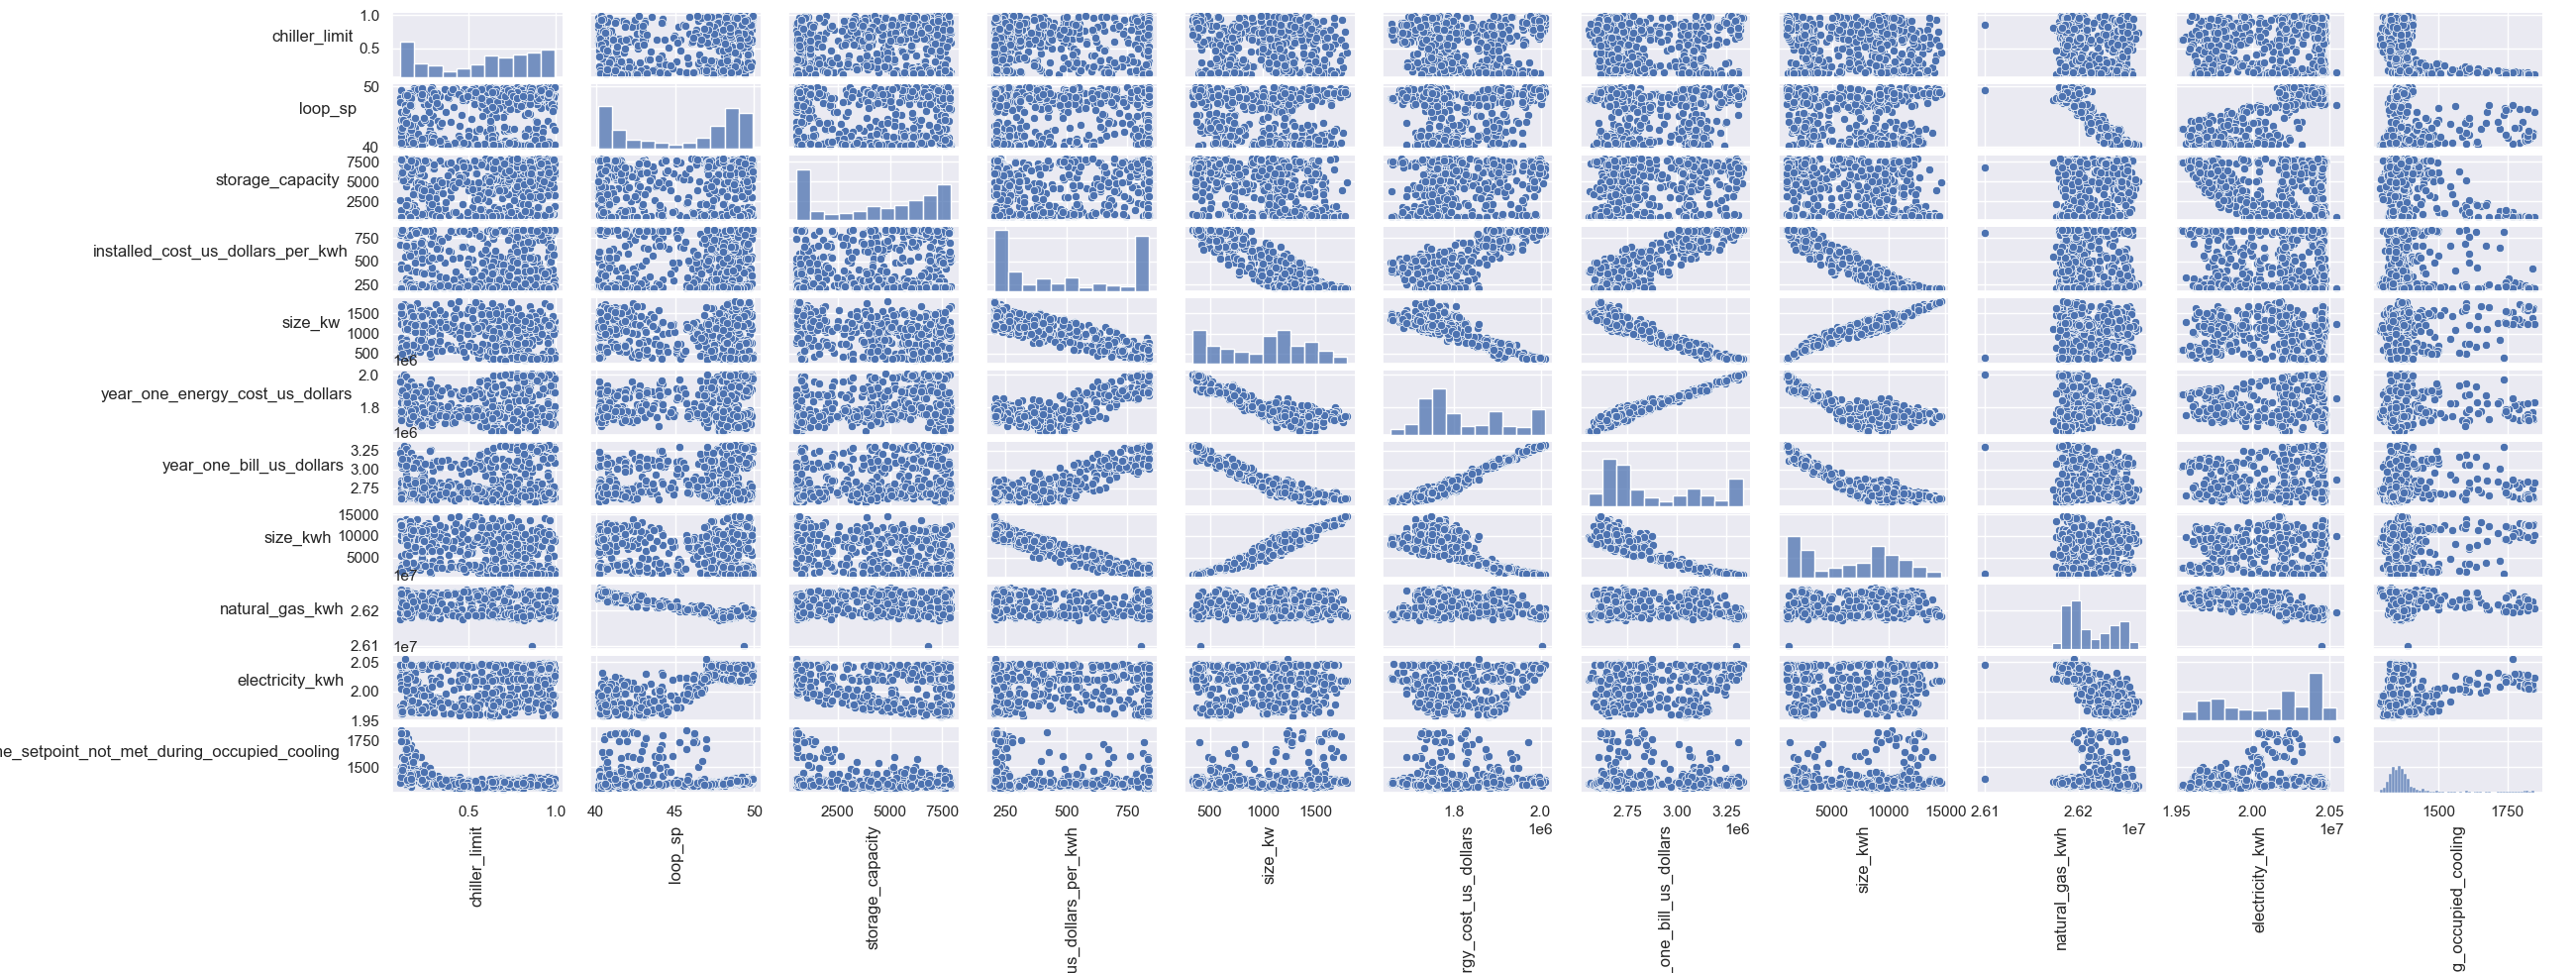 chiller_limit
1.0
0.5
loop_sp
50
40
storage_capacity
7500
5000
2500
installed_cost_us_dollars_per_kwh
750
500
250
size_kw
1500
1000
500
1e6
year_one_energy_cost_us_dollars
2.0
1.8
1e6
year_one_bill_us_dollars
3.25
3.00
2.75
size_kwh
15000
10000
5000
1e7
natural_gas_kwh
2.62
2.61
1e7
electricity_kwh
2.05
2.00
1.95
ne_setpoint_not_met_during_occupied_cooling
1750
1500
0.5 1.0 40 45 50 2500 5000 7500 250 500 750 500 1000 1500 1.8 2.0 2.75 3.00 3.25 5000 10000 15000 2.61 2.62 1.95 2.00 2.05 1500 1750
1e6 1e6 1e7 1e7
chiller_limit
loop_sp
storage_capacity
us_dollars_per_kwh
size_kw
rgy_cost_us_dollars
_one_bill_us_dollars
size_kwh
natural_gas_kwh
electricity_kwh
g_occupied_cooling